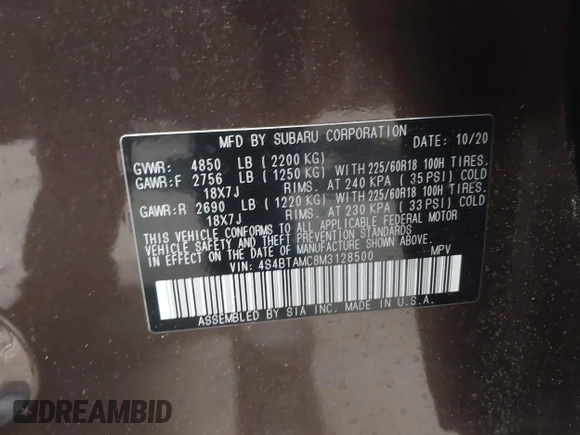 MFD BY SUBARU CORPORATION DATE: 10/20
GVWR: 4850 LB ( 2200 KG)
GAWR:F 2756 LB ( 1250 KG) WITH 225/60R18 100H TIRES.
18X7J RIMS. AT 240 KPA ( 35 PSI) COLD
GAWR:R 2690 LB ( 1220 KG) WITH 225/60R18 100H TIRES.
18X7J RIMS. AT 230 KPA ( 33 PSI) COLD
THIS VEHICLE CONFORMS TO ALL APPLICABLE FEDERAL MOTOR
VEHICLE SAFETY AND THEFT PREVENTION STANDARDS IN
EFFECT ON THE DATE OF MANUFACTURE SHOWN ABOVE.
VIN: 4S4BTAMC8M3128500 MPV
ASSEMBLED BY SIA INC. MADE IN U.S.A.
DREAMBID